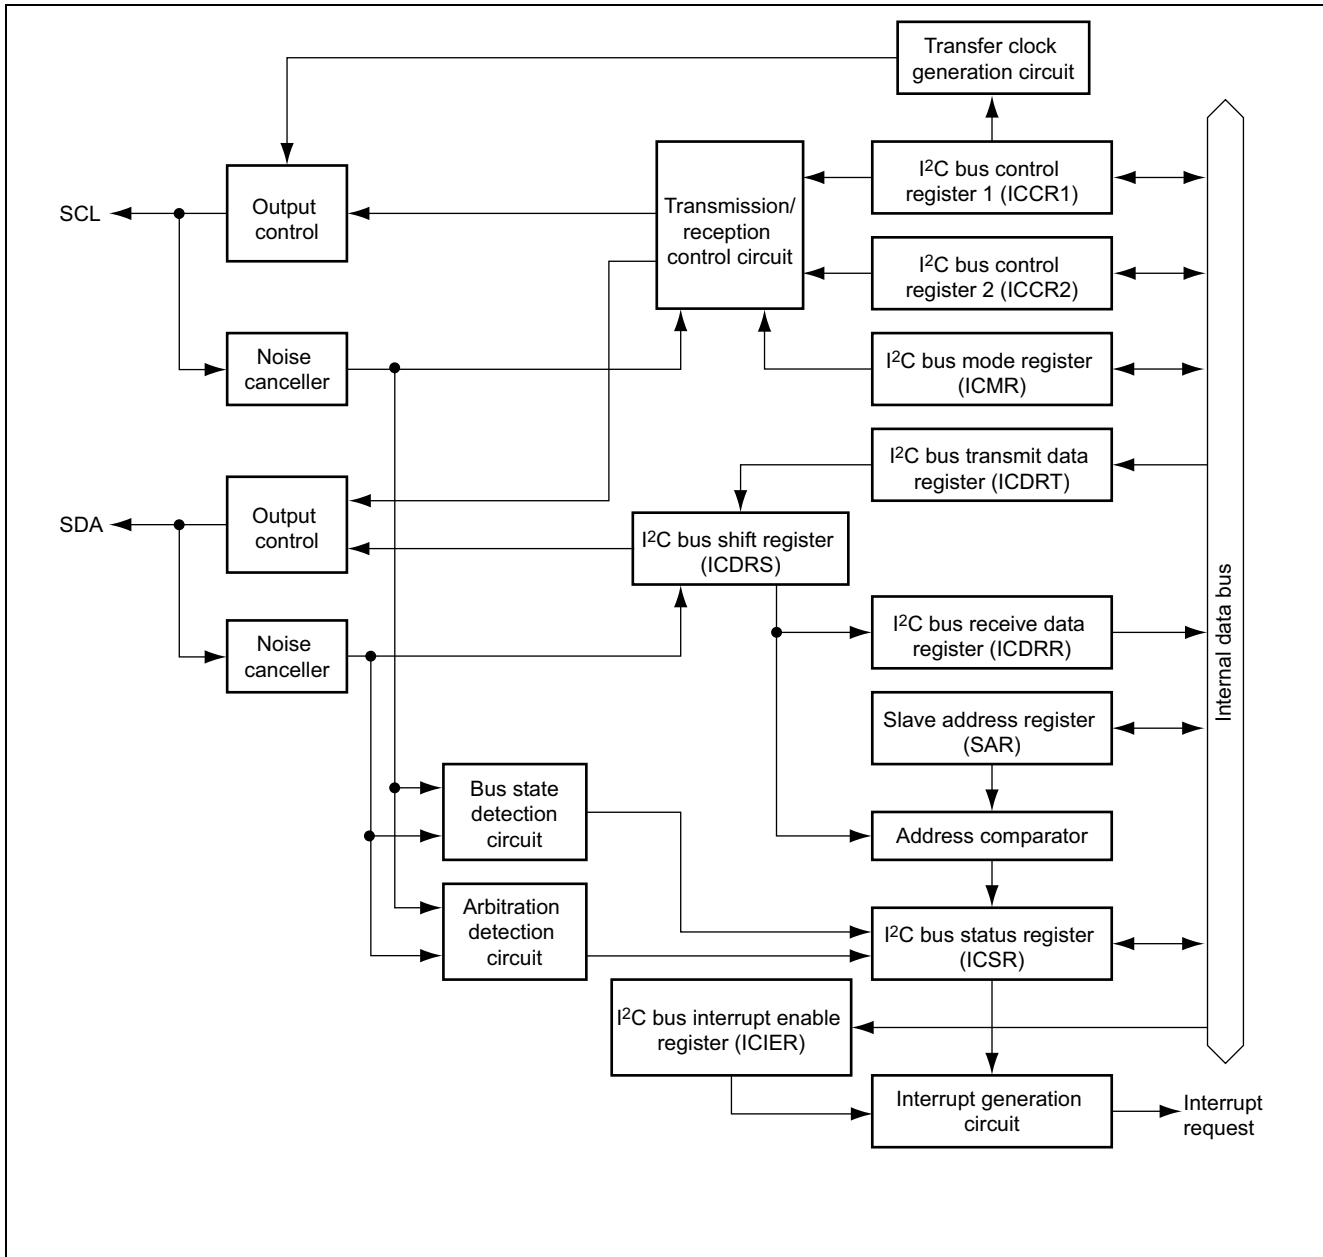 Transfer clock
generation circuit
I²C bus control
register 1 (ICCR1)
Transmission/
reception
control circuit
Output
control
SCL
I²C bus control
register 2 (ICCR2)
Noise
canceller
I²C bus mode register
(ICMR)
I²C bus transmit data
register (ICDRT)
Output
control
SDA
I²C bus shift register
(ICDRS)
Internal data bus
Noise
canceller
I²C bus receive data
register (ICDRR)
Slave address register
(SAR)
Bus state
detection
circuit
Address comparator
Arbitration
detection
circuit
I²C bus status register
(ICSR)
I²C bus interrupt enable
register (ICIER)
Interrupt generation
circuit
Interrupt
request